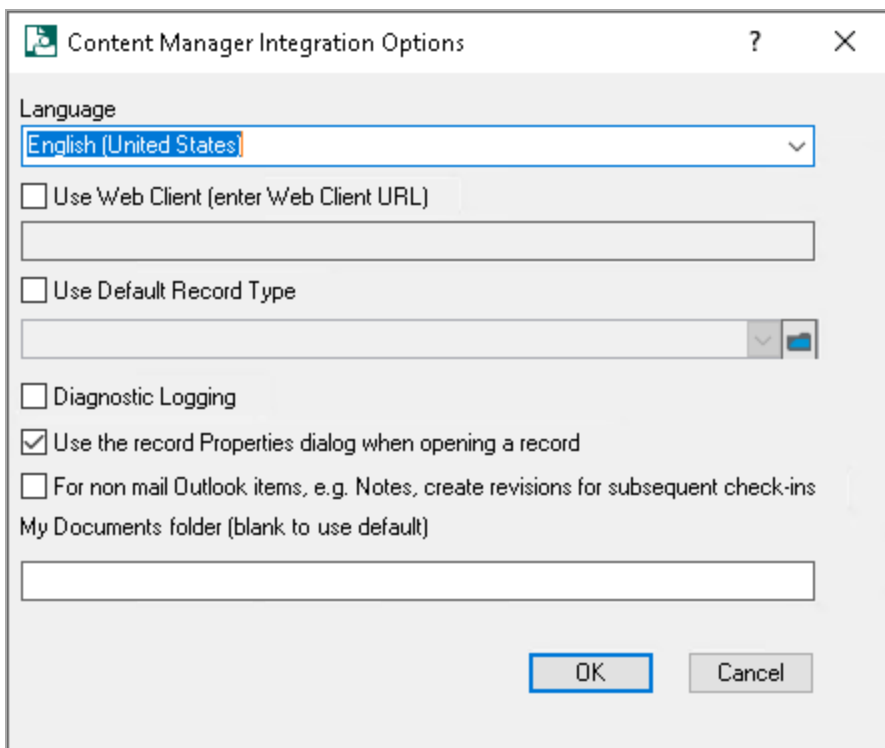 Content Manager Integration Options
?
Language
English (United States)
Use Web Client (enter Web Client URL)
Use Default Record Type
Diagnostic Logging
Use the record Properties dialog when opening a record
For non mail Outlook items, e.g. Notes, create revisions for subsequent check-ins
My Documents folder (blank to use default)
OK
Cancel